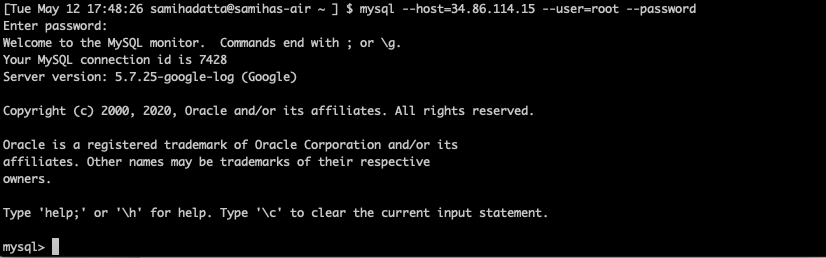 [Tue May 12 17:48:26 samihadatta@samihas-air ~ ] $ mysql --host=34.86.114.15 --user=root --password
Enter password:
Welcome to the MySQL monitor.  Commands end with ; or \g.
Your MySQL connection id is 7428
Server version: 5.7.25-google-log (Google)
Copyright (c) 2000, 2020, Oracle and/or its affiliates. All rights reserved.
Oracle is a registered trademark of Oracle Corporation and/or its
affiliates. Other names may be trademarks of their respective
owners.
Type 'help;' or '\h' for help. Type '\c' to clear the current input statement.
mysql>